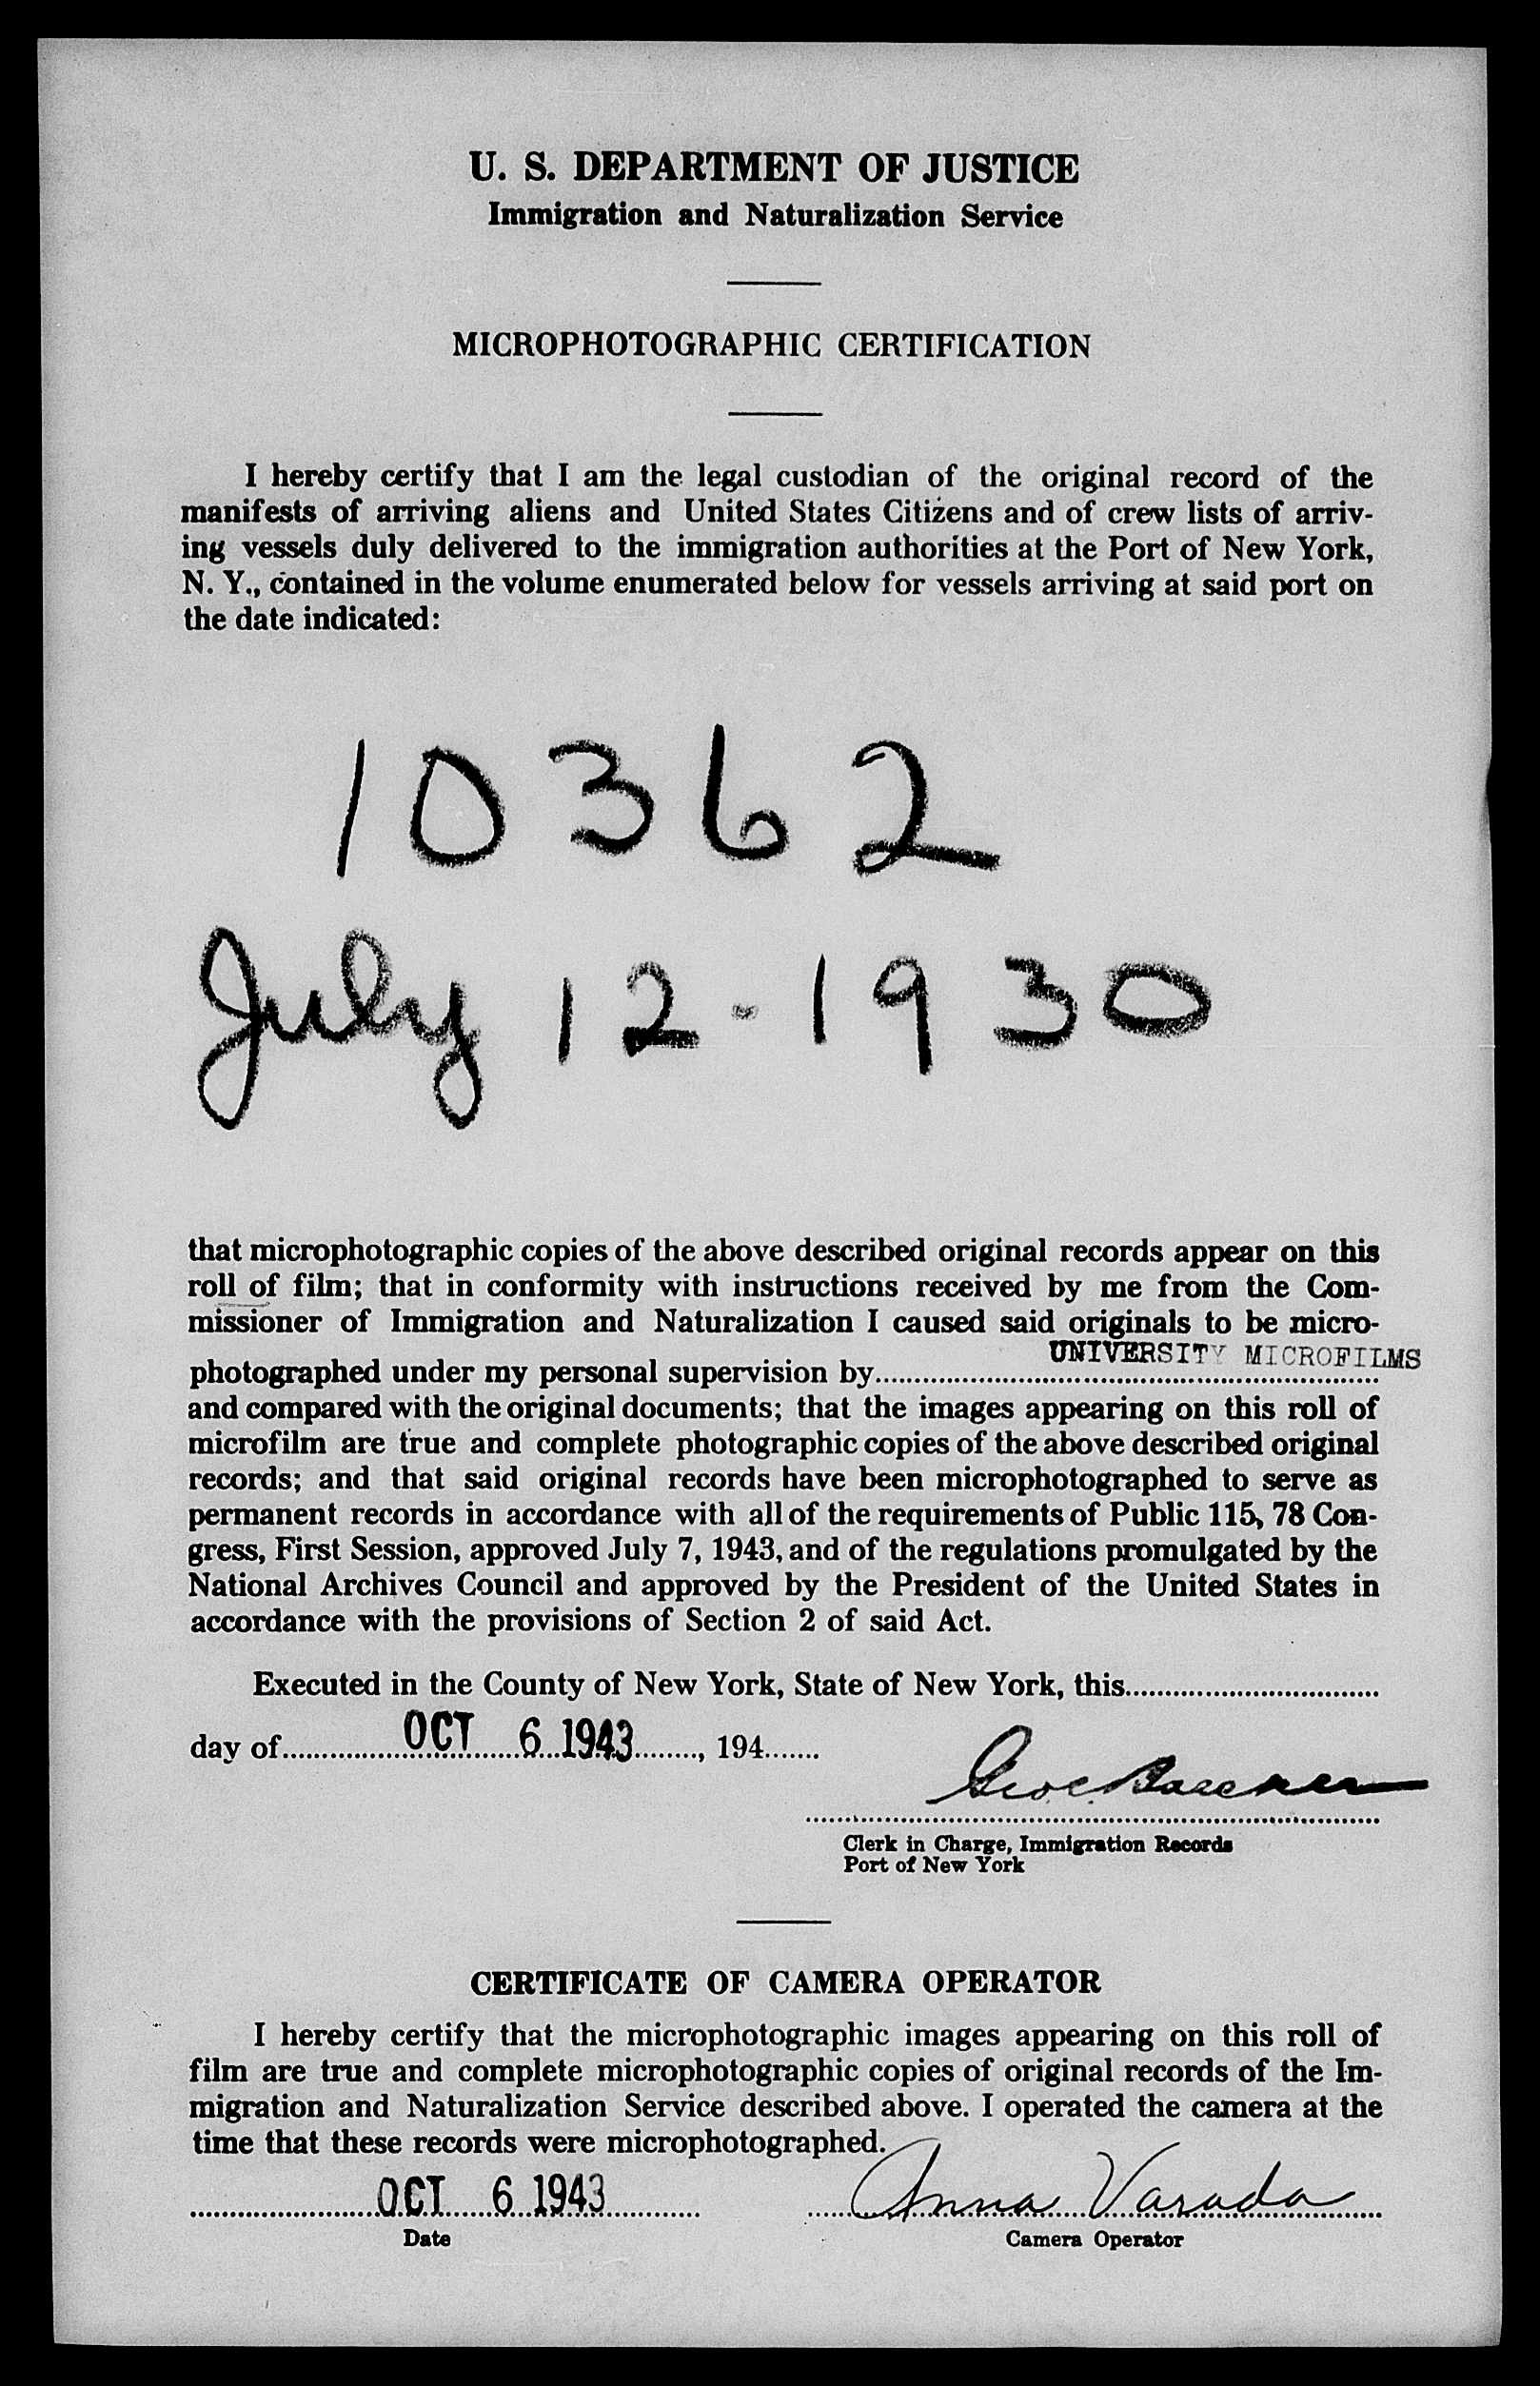 U. S. DEPARTMENT OF JUSTICE
Immigration and Naturalization Service
MICROPHOTOGRAPHIC CERTIFICATION
I hereby certify that I am the legal custodian of the original record of the
manifests of arriving aliens and United States Citizens and of crew lists of arriv-
ing vessels duly delivered to the immigration authorities at the Port of New York,
N. Y., contained in the volume enumerated below for vessels arriving at said port on
the date indicated:
10362
July 12-1930
that microphotographic copies of the above described original records appear on this
roll of film; that in conformity with instructions received by me from the Com-
missioner of Immigration and Naturalization I caused said originals to be micro-
photographed under my personal supervision by UNIVERSITY MICROFILMS
and compared with the original documents; that the images appearing on this roll of
microfilm are true and complete photographic copies of the above described original
records; and that said original records have been microphotographed to serve as
permanent records in accordance with all of the requirements of Public 115, 78 Con-
gress, First Session, approved July 7, 1943, and of the regulations promulgated by the
National Archives Council and approved by the President of the United States in
accordance with the provisions of Section 2 of said Act.
Executed in the County of New York, State of New York, this
day of OCT 6 1943, 194
Clerk in Charge, Immigration Records
Port of New York
CERTIFICATE OF CAMERA OPERATOR
I hereby certify that the microphotographic images appearing on this roll of
film are true and complete microphotographic copies of original records of the Im-
migration and Naturalization Service described above. I operated the camera at the
time that these records were microphotographed.
OCT 6 1943 Anna Varada
Date Camera Operator